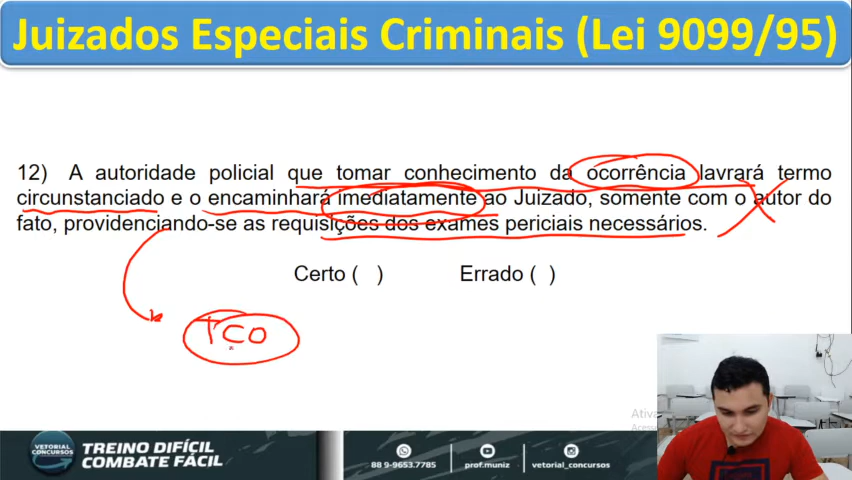 Juizados Especiais Criminais (Lei 9099/95)
12) A autoridade policial que tomar conhecimento da ocorrência lavrará termo
circunstanciado e o encaminhará imediatamente ao Juizado, somente com o autor do
fato, providenciando-se as requisições dos exames periciais necessários.
Certo ( ) Errado ( )
TCO
Ativa
VETORIAL
CONCURSOS
TREINO DIFÍCIL
COMBATE FÁCIL
88 9-9653.7785
prof.muniz
vetorial_concursos